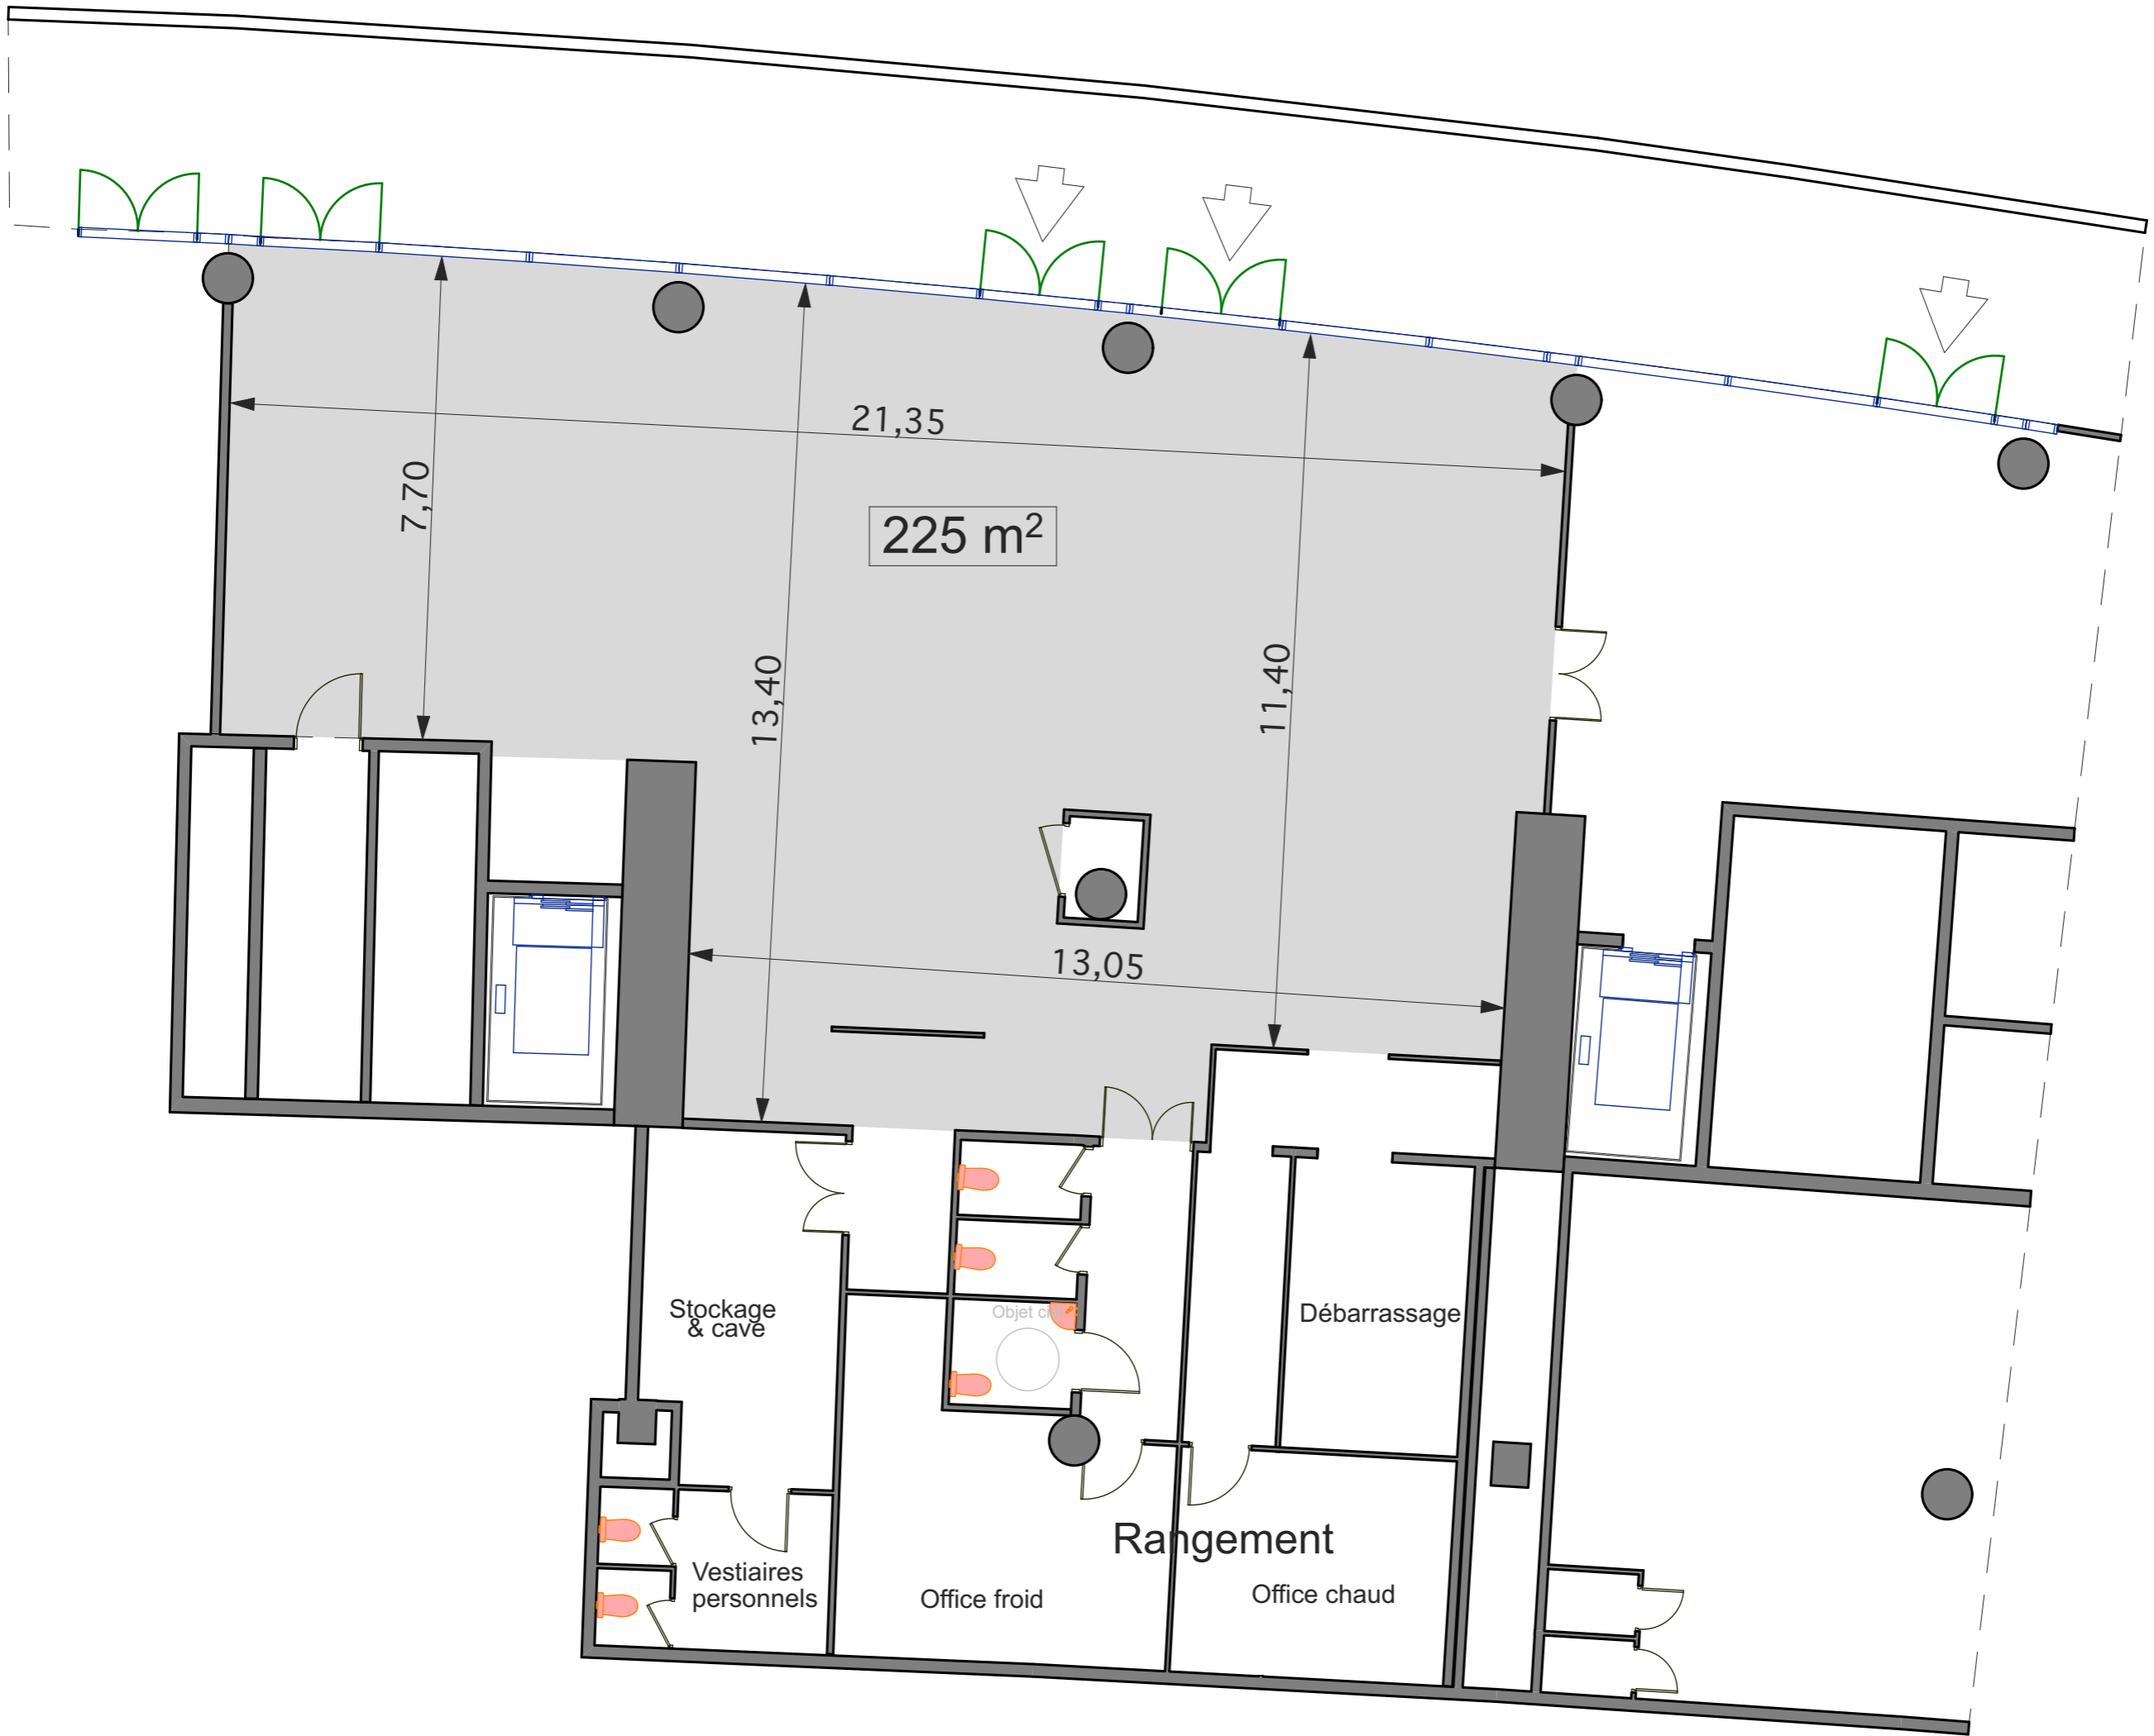 21,35
7,70
225 m²
13,40
11,40
13,05
Stockage
& cave
Objet
Débarrassage
Rangement
Vestiaires
personnels
Office froid
Office chaud